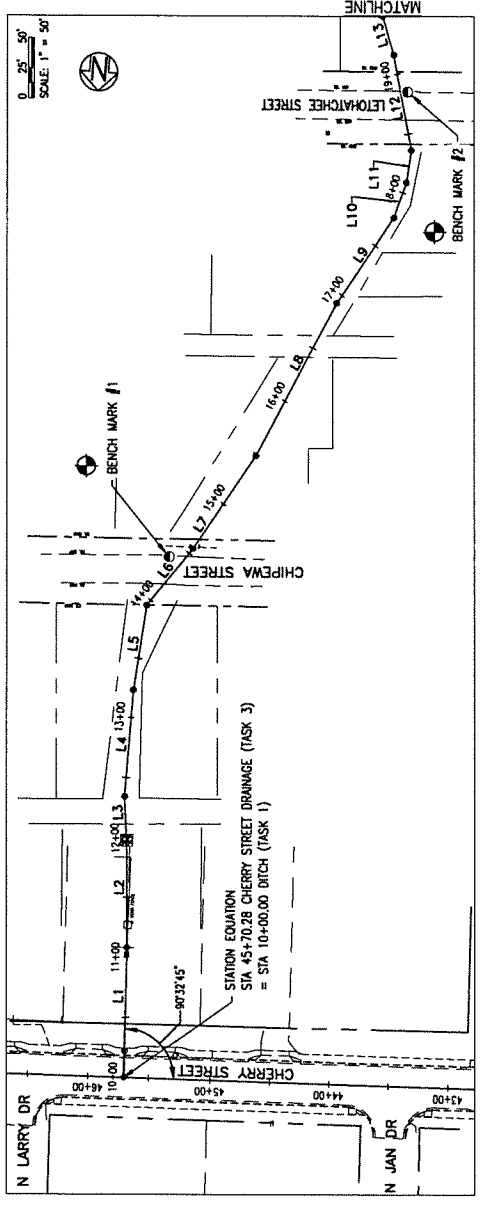 0 25' 50'
SCALE: 1" = 50'
N
MATCHLINE
L13
19+00
L12
LETOHATCHEE STREET
BENCH MARK #2
L11
L10
L9
17+00
L8
16+00
BENCH MARK #1
15+00
L7
L6
CHIPEWA STREET
14+00
L5
13+00
L4
L3
12+00
L2
11+00
L1
STATION EQUATION
STA 45+70.28 CHERRY STREET DRAINAGE (TASK 3)
= STA 10+00.00 DITCH (TASK 1)
90°32'45"
10+00
CHERRY STREET
46+00
45+00
44+00
43+00
N LARRY DR
N JAN DR